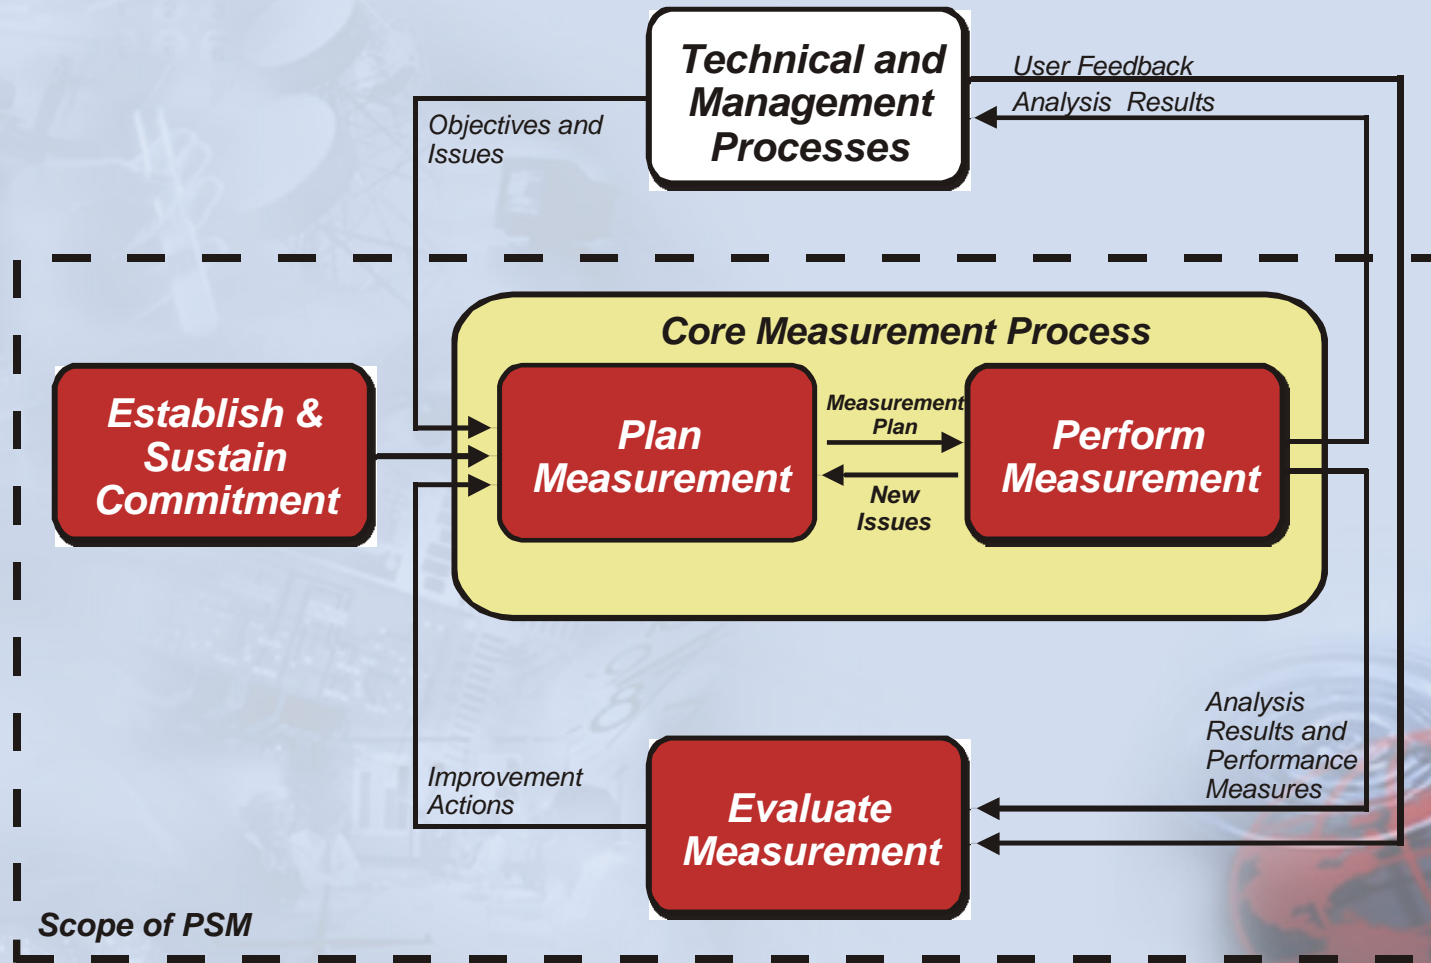 Technical and
Management
Processes
User Feedback
Analysis Results
Objectives and
Issues
Core Measurement Process
Establish &
Sustain
Commitment
Plan
Measurement
Measurement
Plan
New
Issues
Perform
Measurement
Analysis
Results and
Performance
Measures
Improvement
Actions
Evaluate
Measurement
Scope of PSM